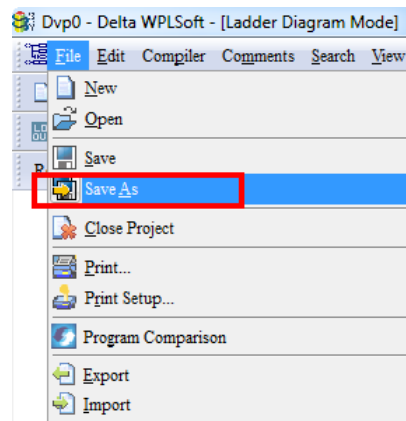 Dvp0 - Delta WPLSoft - [Ladder Diagram Mode]
File Edit Compiler Comments Search View
New
Open
Save
Save As
Close Project
Print...
Print Setup...
Program Comparison
Export
Import